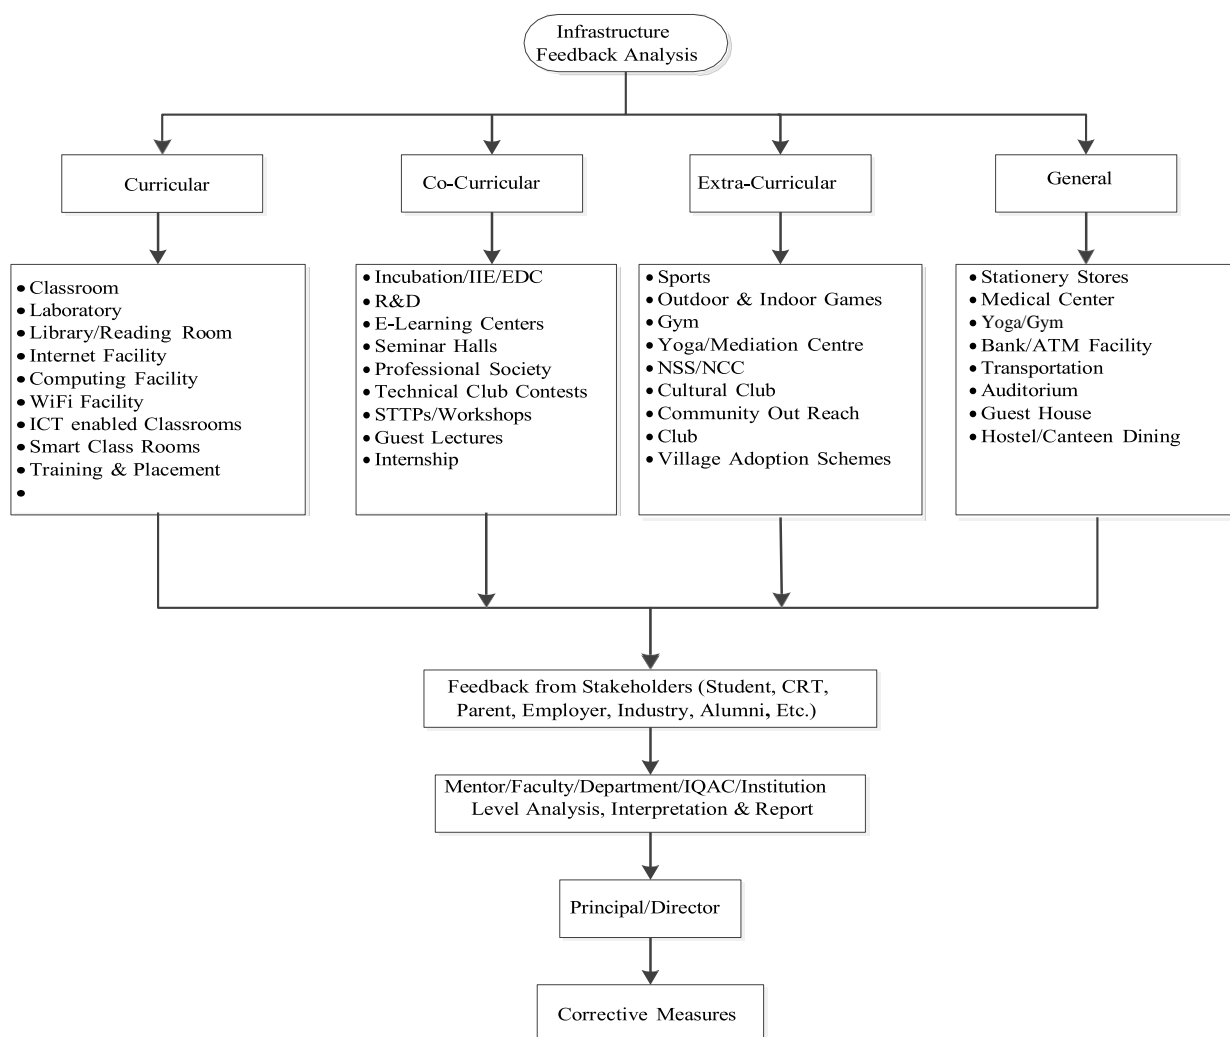 Infrastructure
Feedback Analysis
Curricular
Co-Curricular
Extra-Curricular
General
• Classroom
• Laboratory
• Library/Reading Room
• Internet Facility
• Computing Facility
• WiFi Facility
• ICT enabled Classrooms
• Smart Class Rooms
• Training & Placement
•
• Incubation/IIE/EDC
• R&D
• E-Learning Centers
• Seminar Halls
• Professional Society
• Technical Club Contests
• STTPs/Workshops
• Guest Lectures
• Internship
• Sports
• Outdoor & Indoor Games
• Gym
• Yoga/Mediation Centre
• NSS/NCC
• Cultural Club
• Community Out Reach
• Club
• Village Adoption Schemes
• Stationery Stores
• Medical Center
• Yoga/Gym
• Bank/ATM Facility
• Transportation
• Auditorium
• Guest House
• Hostel/Canteen Dining
Feedback from Stakeholders (Student, CRT,
Parent, Employer, Industry, Alumni, Etc.)
Mentor/Faculty/Department/IQAC/Institution
Level Analysis, Interpretation & Report
Principal/Director
Corrective Measures